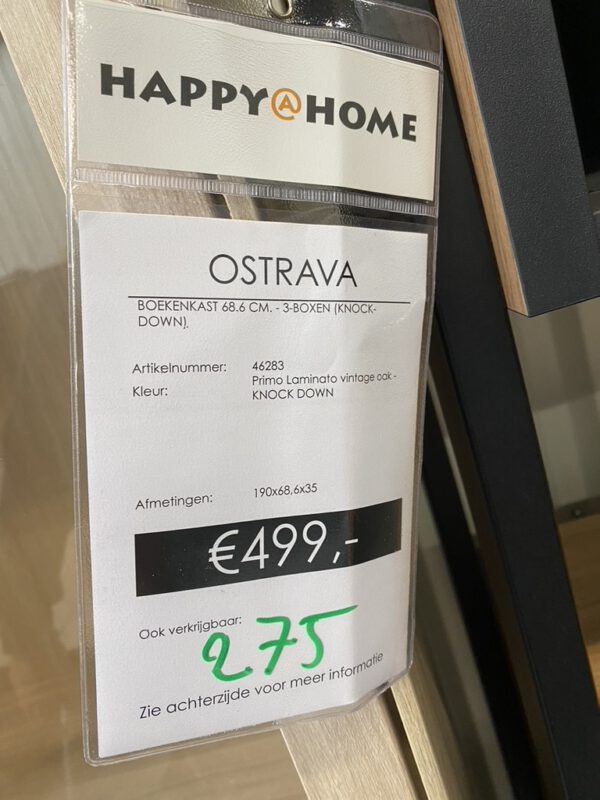 HAPPY@HOME
OSTRAVA
BOEKENKAST 68.6 CM. - 3-BOXEN (KNOCK-
DOWN),
Artikelnummer: 46283
Kleur: Primo Laminato vintage oak -
KNOCK DOWN
Afmetingen: 190x68,6x35
€499,-
Ook verkrijgbaar:
275
Zie achterzijde voor meer informatie